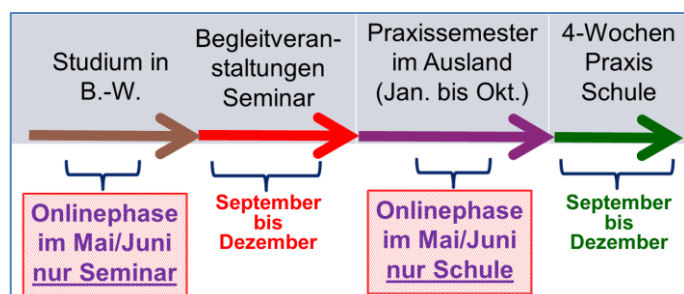 Studium in
B.-W.
Begleitveran-
staltungen
Seminar
Praxissemester
im Ausland
(Jan. bis Okt.)
4-Wochen
Praxis
Schule
Onlinephase
im Mai/Juni
nur Seminar
September
bis
Dezember
Onlinephase
im Mai/Juni
nur Schule
September
bis
Dezember